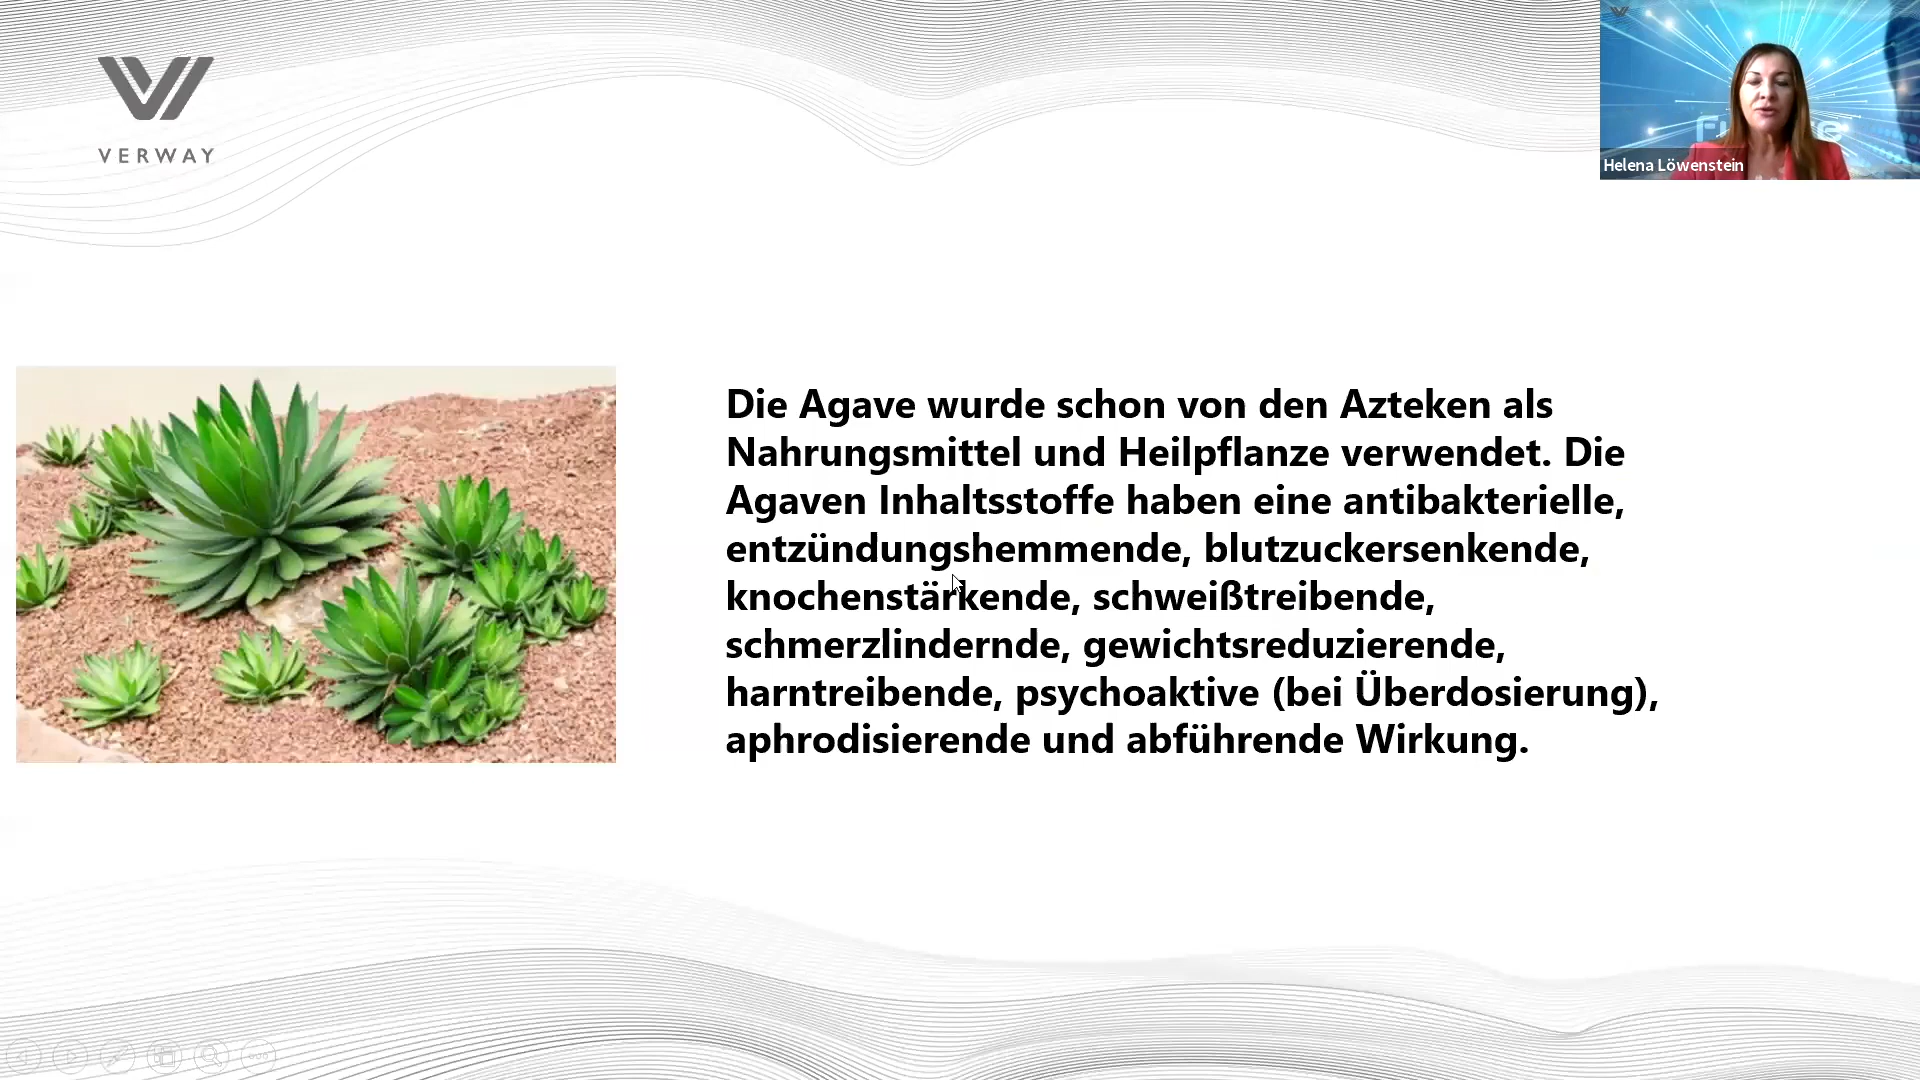 VERWAY
Helena Löwenstein
Die Agave wurde schon von den Azteken als
Nahrungsmittel und Heilpflanze verwendet. Die
Agaven Inhaltsstoffe haben eine antibakterielle,
entzündungshemmende, blutzuckersenkende,
knochenstärkende, schweißtreibende,
schmerzlindernde, gewichtsreduzierende,
harntreibende, psychoaktive (bei Überdosierung),
aphrodisierende und abführende Wirkung.